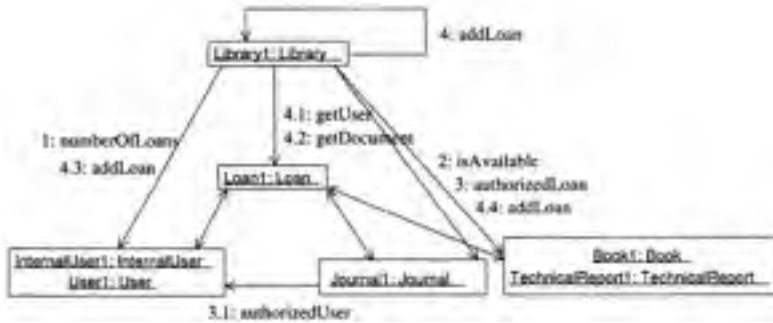 4: addLoan
Library1: Library
4.1: getUser
4.2: getDocument
1: numberOfLoans
4.3: addLoan
2: isAvailable
3: authorizedLoan
4.4: addLoan
Loan1: Loan
InternalUser1: InternalUser
User1: User
Journal1: Journal
Book1: Book
TechnicalReport1: TechnicalReport
3.1: authorizedUser